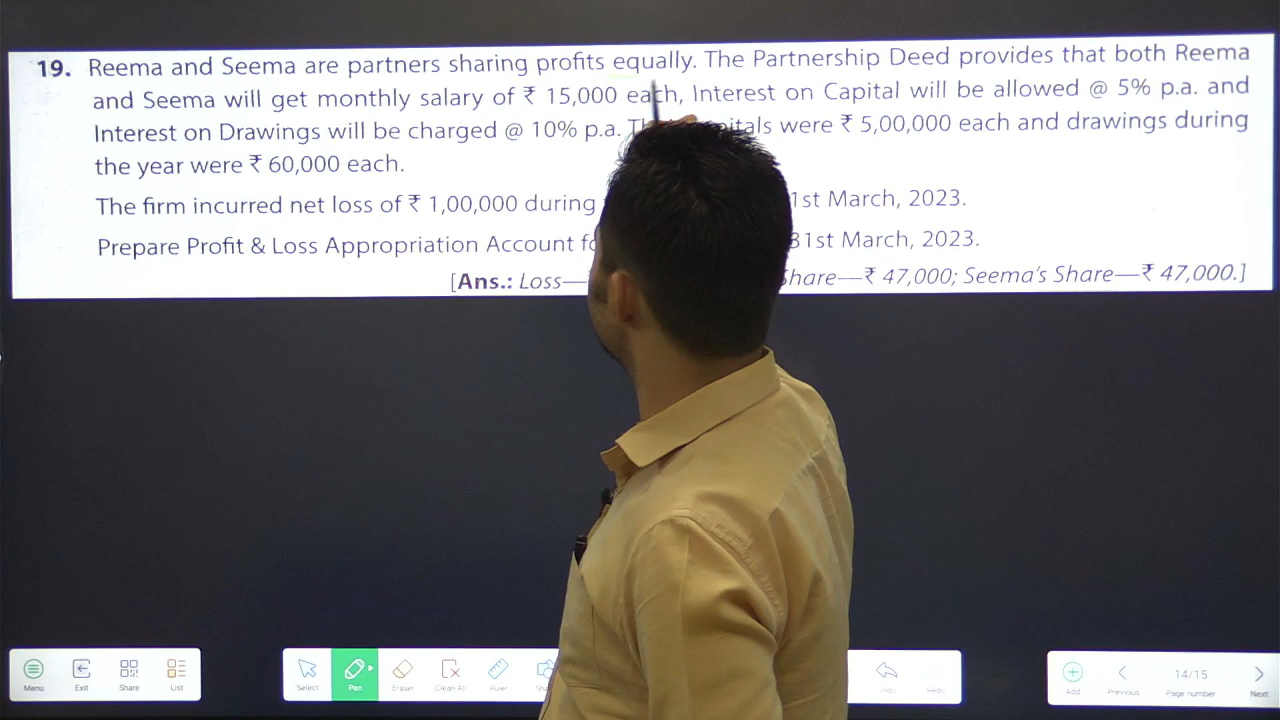 19. Reema and Seema are partners sharing profits equally. The Partnership Deed provides that both Reema
and Seema will get monthly salary of ₹ 15,000 each, Interest on Capital will be allowed @ 5% p.a. and
Interest on Drawings will be charged @ 10% p.a. were ₹ 5,00,000 each and drawings during
the year were ₹ 60,000 each.
The firm incurred net loss of ₹ 1,00,000 during 1st March, 2023.
Prepare Profit & Loss Appropriation Account 31st March, 2023.
[Ans.: Loss— Share—₹ 47,000; Seema's Share—₹ 47,000.]
Menu Exit Share List Select Pen Eraser Clean All Ruler Undo Redo Add Previous 14/15 Page number Next